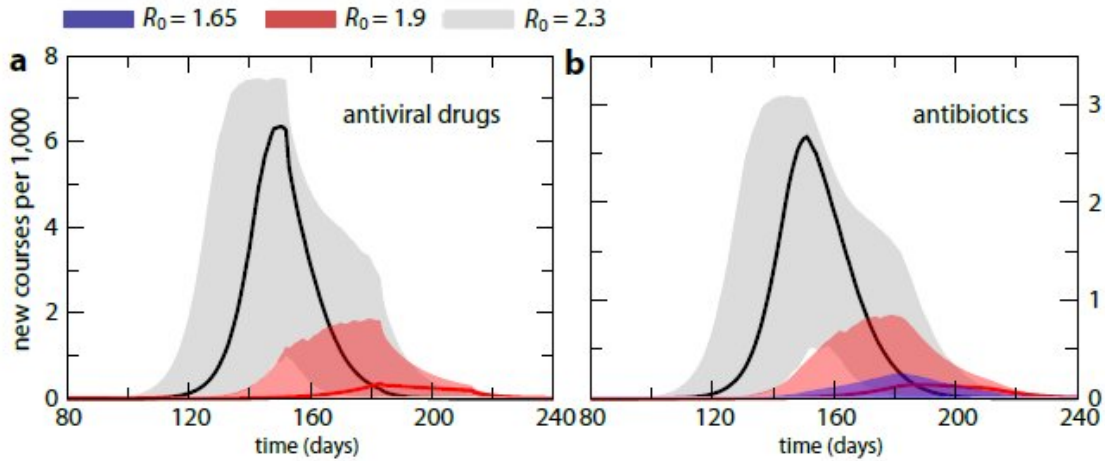 R0 = 1.65 R0 = 1.9 R0 = 2.3
a
b
8
6
4
2
0
new courses per 1,000
antiviral drugs
80 120 160 200 240
time (days)
antibiotics
3
2
1
0
80 120 160 200 240
time (days)